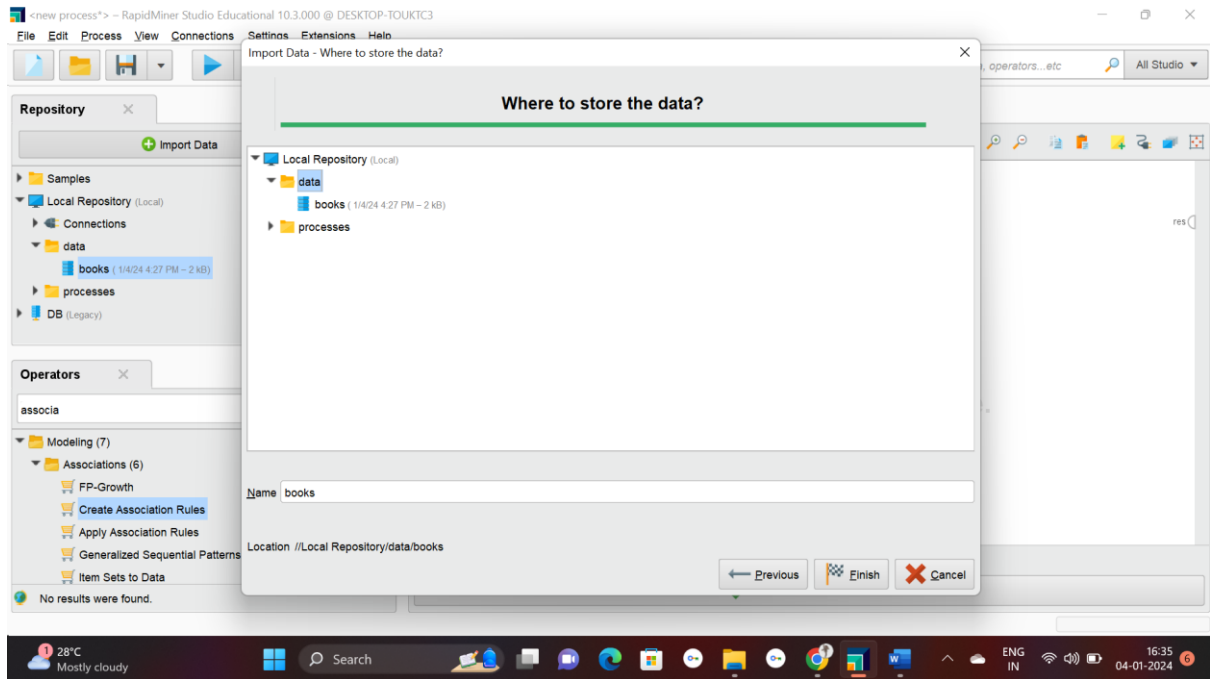 <new process*> – RapidMiner Studio Educational 10.3.000 @ DESKTOP-TOUKTC3
File Edit Process View Connections Settings Extensions Help
Import Data - Where to store the data?
, operators...etc
All Studio
Where to store the data?
Repository
Import Data
Samples
Local Repository (Local)
Connections
data
books ( 1/4/24 4:27 PM – 2 kB)
processes
DB (Legacy)
Local Repository (Local)
data
books ( 1/4/24 4:27 PM – 2 kB)
processes
res
Operators
associa
Modeling (7)
Associations (6)
FP-Growth
Create Association Rules
Apply Association Rules
Generalized Sequential Patterns
Item Sets to Data
No results were found.
Name books
Location //Local Repository/data/books
Previous Finish Cancel
1 28°C
Mostly cloudy
Search
ENG
IN
16:35
04-01-2024
6